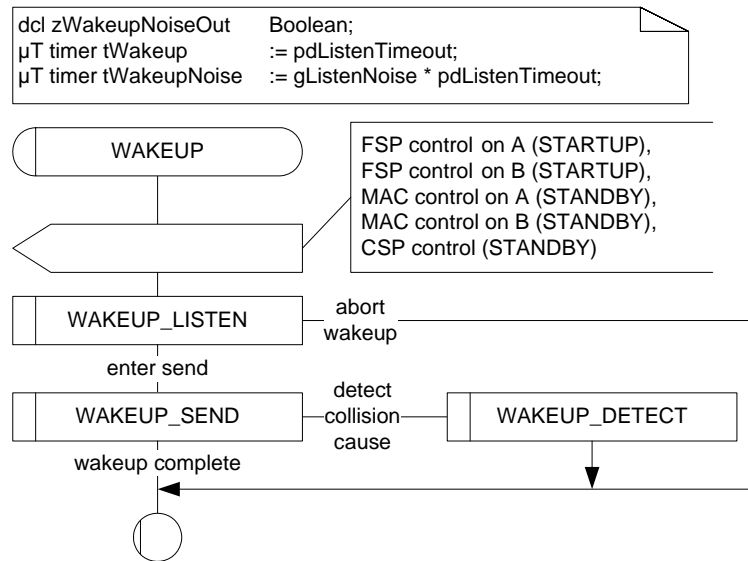 dcl zWakeupNoiseOut Boolean;
µT timer tWakeup := pdListenTimeout;
µT timer tWakeupNoise := gListenNoise * pdListenTimeout;
WAKEUP
FSP control on A (STARTUP),
FSP control on B (STARTUP),
MAC control on A (STANDBY),
MAC control on B (STANDBY),
CSP control (STANDBY)
WAKEUP_LISTEN
abort
wakeup
enter send
WAKEUP_SEND
detect
collision
cause
WAKEUP_DETECT
wakeup complete